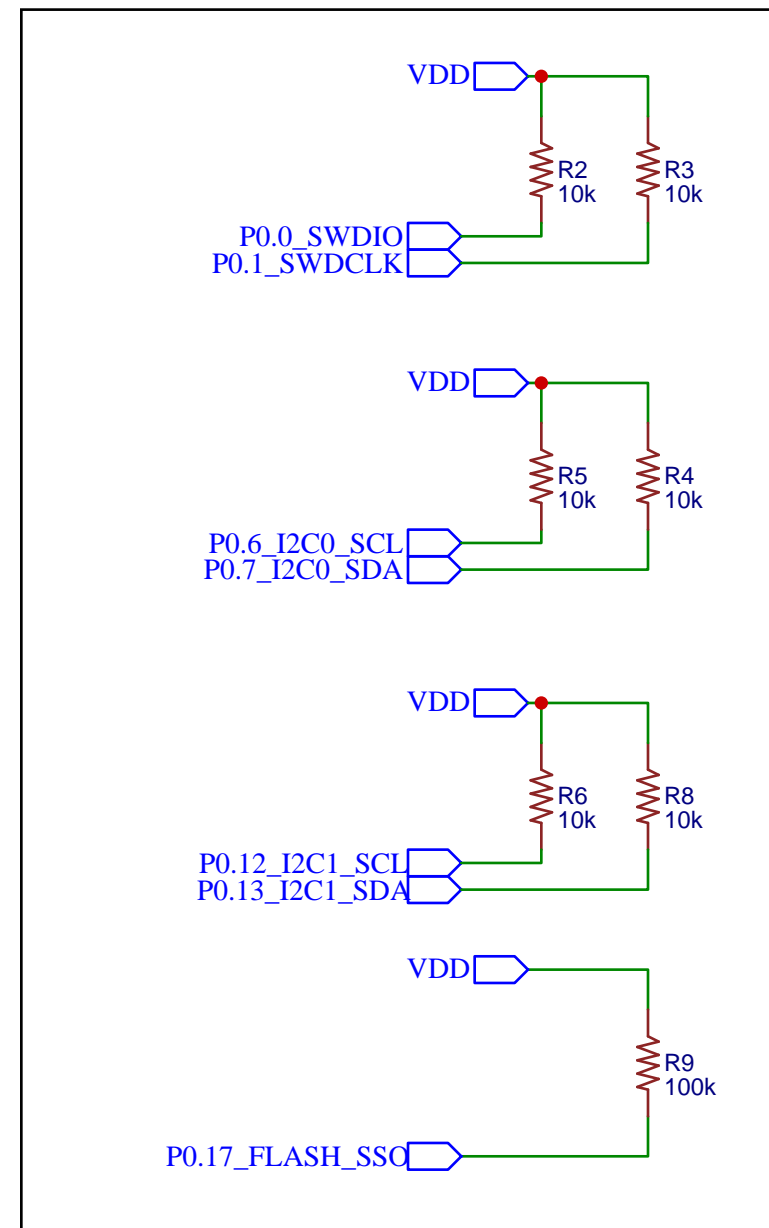 VDD
R2
10k
R3
10k
P0.0_SWDIO
P0.1_SWDCLK
VDD
R5
10k
R4
10k
P0.6_I2C0_SCL
P0.7_I2C0_SDA
VDD
R6
10k
R8
10k
P0.12_I2C1_SCL
P0.13_I2C1_SDA
VDD
R9
100k
P0.17_FLASH_SSO